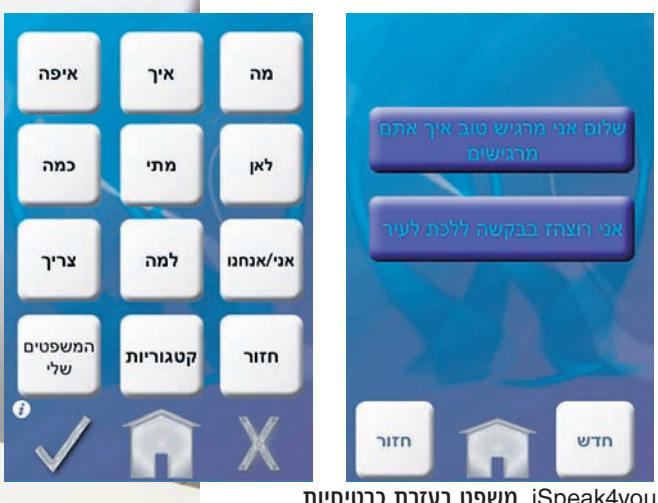 שלום אני מרגיש טוב איך אתם
מרגישים
אני רוצהז בבקשה ללכת לעיר
חדש
חזור
מה
איך
איפה
לאן
מתי
כמה
אני/אנחנו
למה
צריך
חזור
קטגוריות
המשפטים
שלי
i
iSpeak4you. משפט בעזרת כרטיסיות